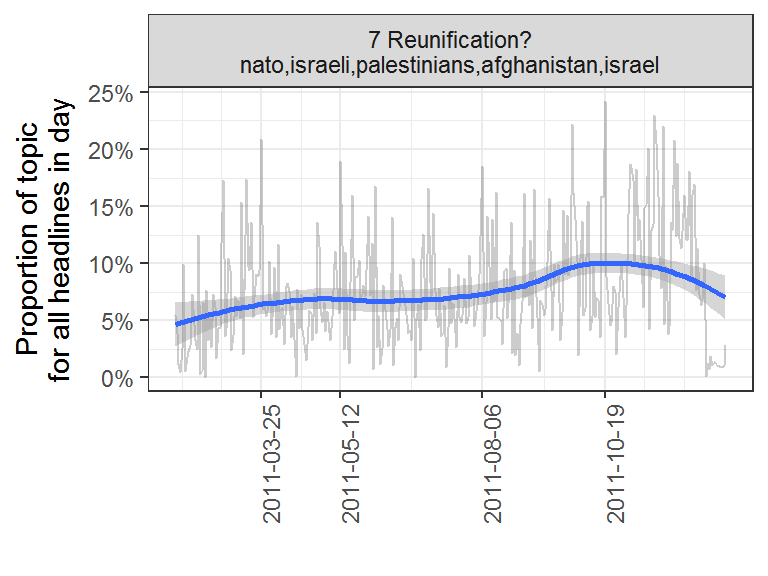 7 Reunification?
nato,israeli,palestinians,afghanistan,israel
Proportion of topic
for all headlines in day
25%
20%
15%
10%
5%
0%
2011-03-25
2011-05-12
2011-08-06
2011-10-19